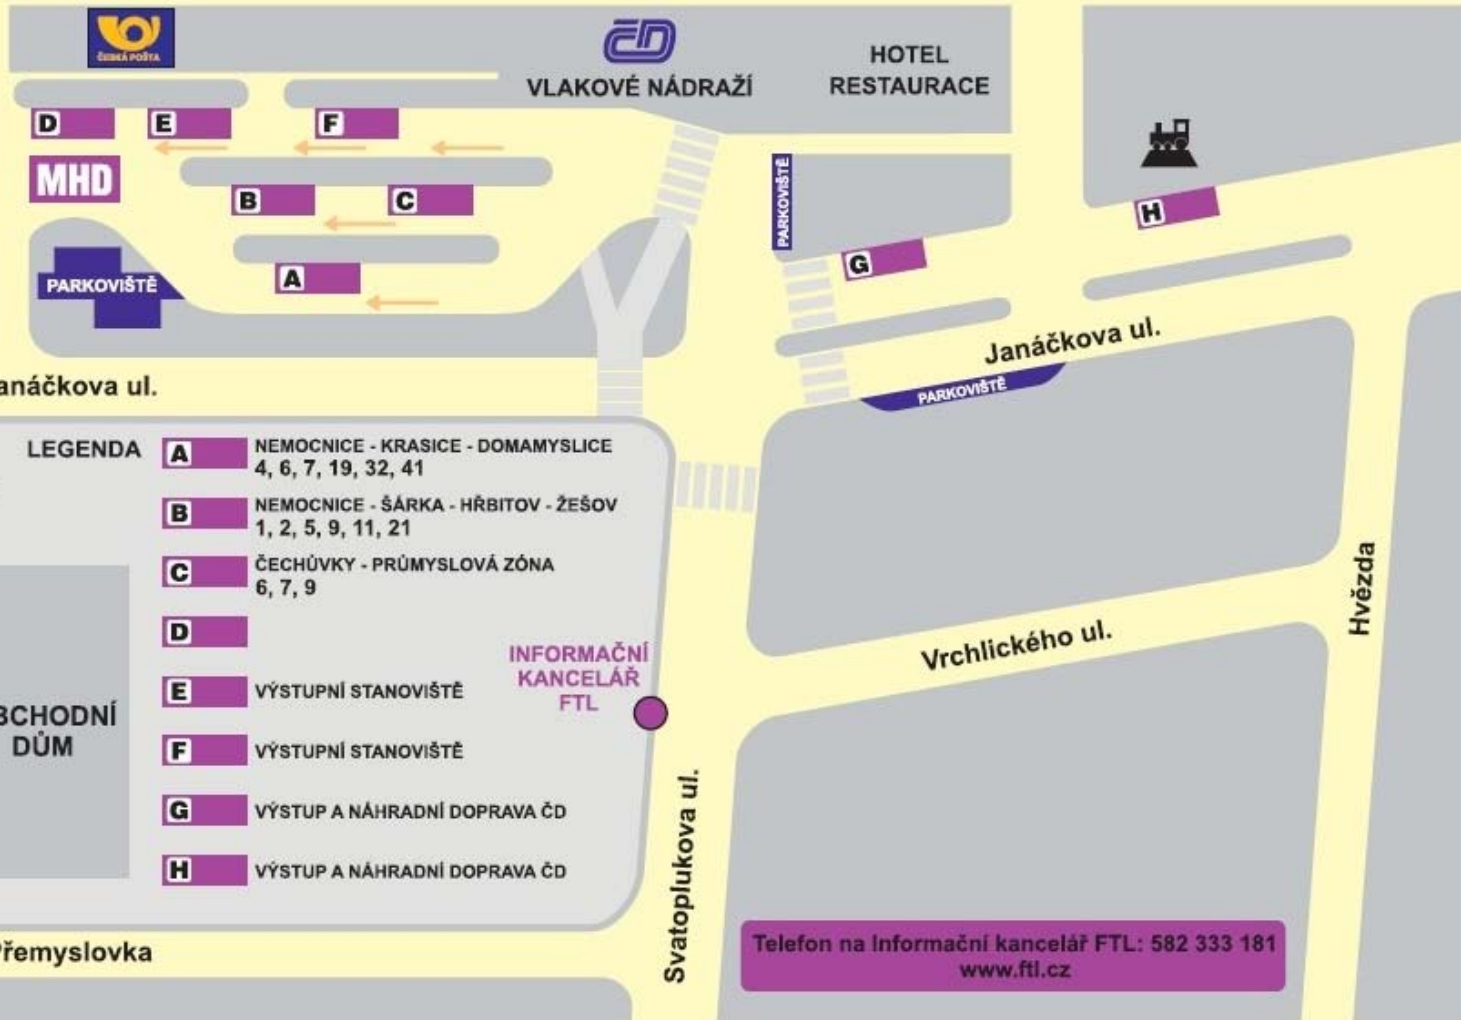 ČESKÁ POŠTA
ČD
VLAKOVÉ NÁDRAŽÍ
HOTEL
RESTAURACE
D
E
F
MHD
B
C
A
PARKOVIŠTĚ
PARKOVIŠTĚ
G
H
Janáčkova ul.
PARKOVIŠTĚ
anáčkova ul.
LEGENDA
A NEMOCNICE - KRASICE - DOMAMYSLICE
4, 6, 7, 19, 32, 41
B NEMOCNICE - ŠÁRKA - HŘBITOV - ŽEŠOV
1, 2, 5, 9, 11, 21
C ČECHŮVKY - PRŮMYSLOVÁ ZÓNA
6, 7, 9
D
E VÝSTUPNÍ STANOVIŠTĚ
F VÝSTUPNÍ STANOVIŠTĚ
G VÝSTUP A NÁHRADNÍ DOPRAVA ČD
H VÝSTUP A NÁHRADNÍ DOPRAVA ČD
INFORMAČNÍ
KANCELÁŘ
FTL
BCHODNÍ
DŮM
Vrchlického ul.
Hvězda
Svatoplukova ul.
řemyslovka
Telefon na Informační kancelář FTL: 582 333 181
www.ftl.cz